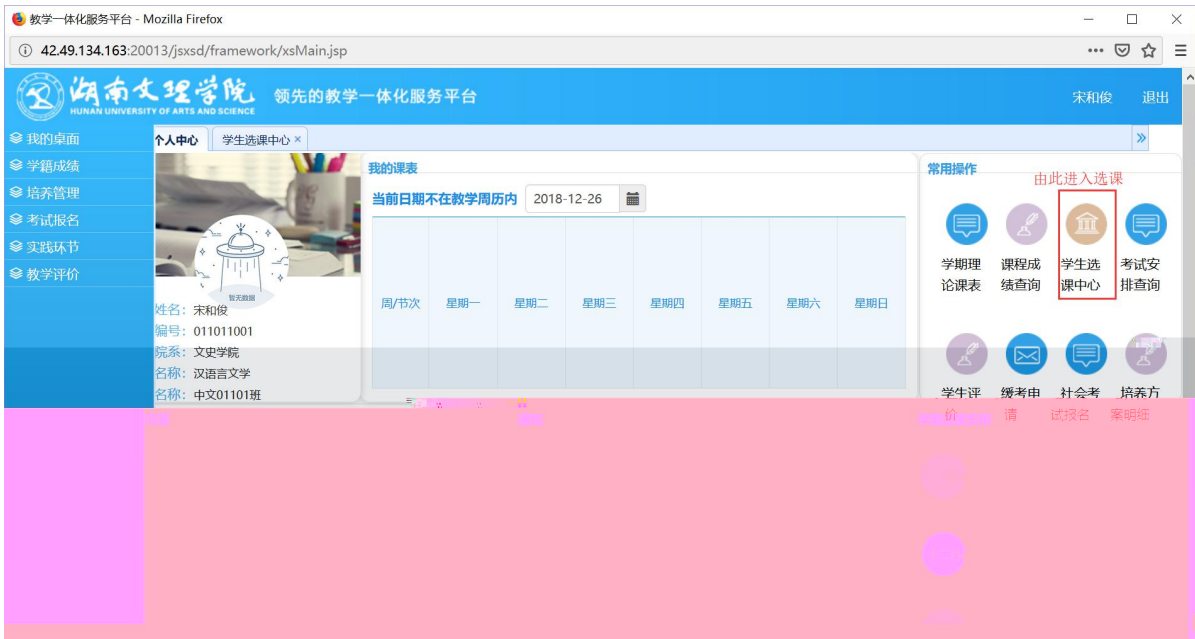 教学一体化服务平台 - Mozilla Firefox
42.49.134.163:20013/jsxsd/framework/xsMain.jsp
湖南文理学院
HUNAN UNIVERSITY OF ARTS AND SCIENCE
领先的教学一体化服务平台
宋和俊 退出
我的桌面
学籍成绩
培养管理
考试报名
实践环节
教学评价
个人中心 学生选课中心 ×
暂无数据
姓名：宋和俊
编号：011011001
院系：文史学院
名称：汉语言文学
名称：中文01101班
我的课表
当前日期不在教学周历内 2018-12-26
周/节次 星期一 星期二 星期三 星期四 星期五 星期六 星期日
常用操作
由此进入选课
学期理论课表
课程成绩查询
学生选课中心
考试安排查询
学生评价
缓考申请
社会考试报名
培养方案明细